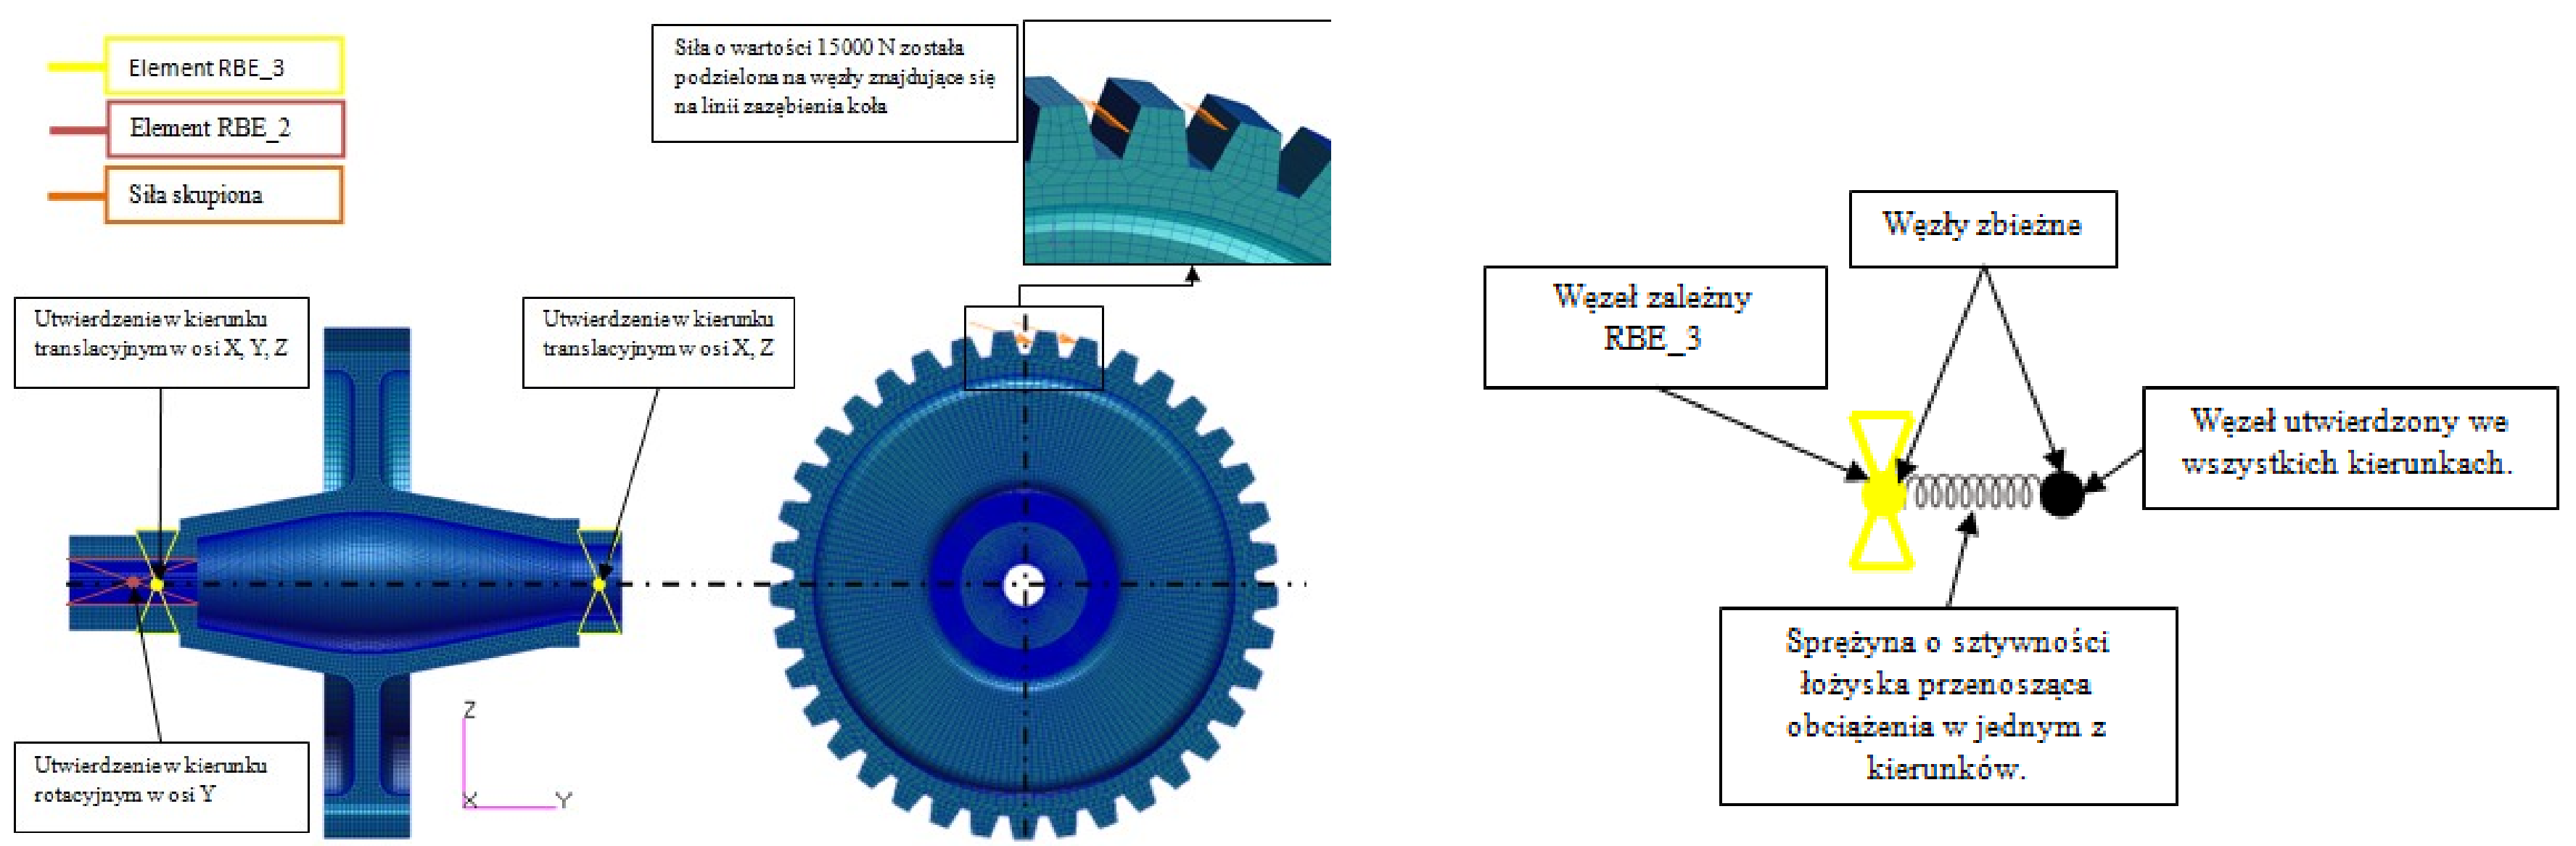 Element RBE_3
Element RBE_2
Siła skupiona
Siła o wartości 15000 N została
podzielona na węzły znajdujące się
na linii zazębienia koła
Utwierdzenie w kierunku
translacyjnym w osi X, Y, Z
Utwierdzenie w kierunku
translacyjnym w osi X, Z
Utwierdzenie w kierunku
rotacyjnym w osi Y
Z
X
Y
Węzły zbieżne
Węzeł zależny
RBE_3
Węzeł utwierdzony we
wszystkich kierunkach.
Sprężyna o sztywności
łożyska przenosząca
obciążenia w jednym z
kierunków.